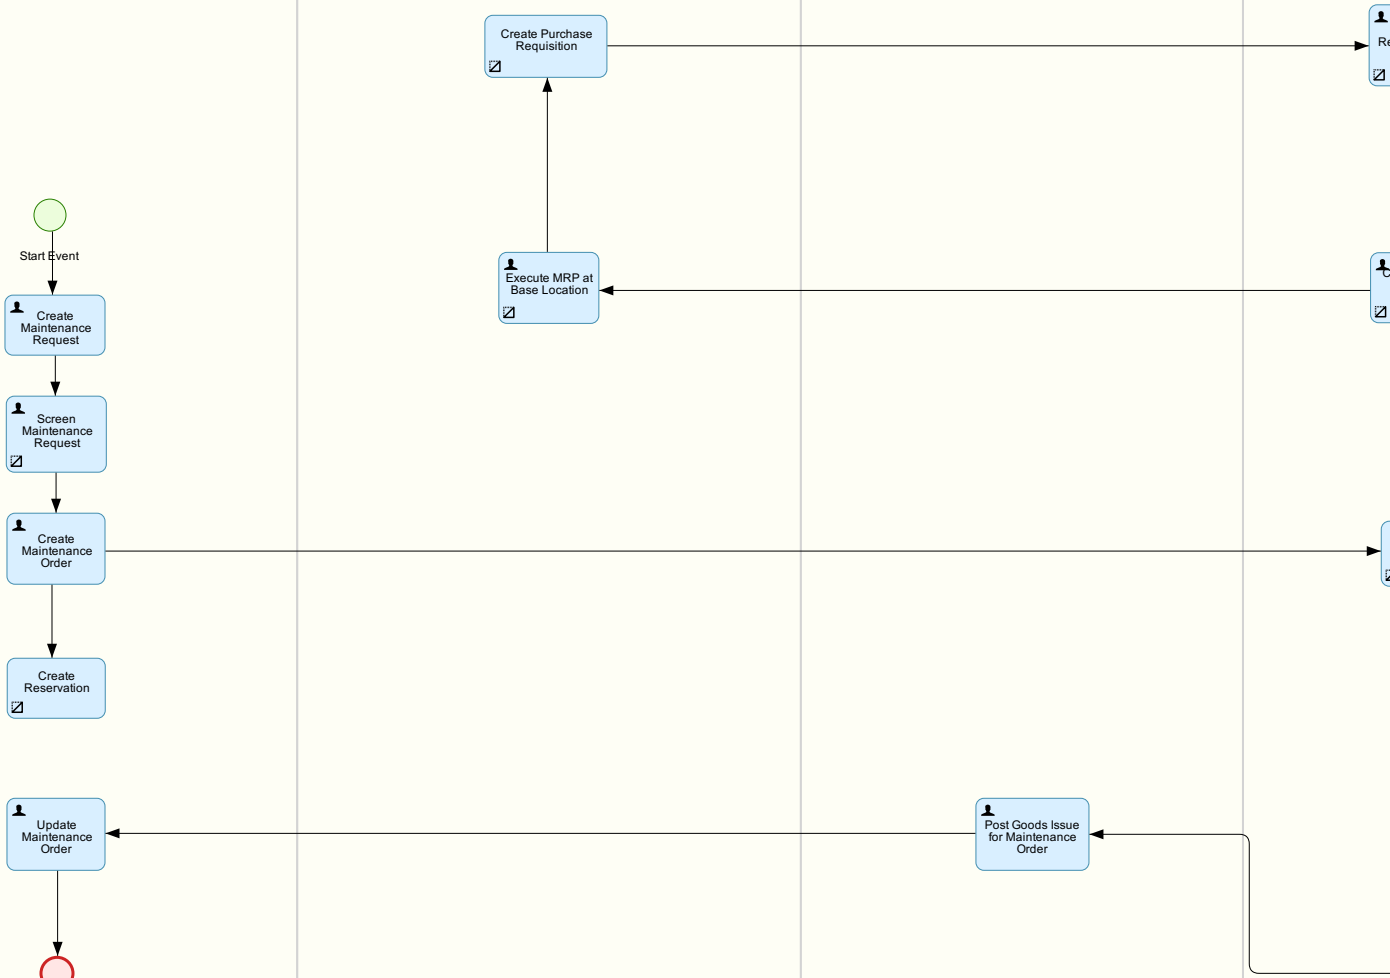 Create Purchase
Requisition
Start Event
Execute MRP at
Base Location
Create
Maintenance
Request
Screen
Maintenance
Request
Create
Maintenance
Order
Create
Reservation
Update
Maintenance
Order
Post Goods Issue
for Maintenance
Order